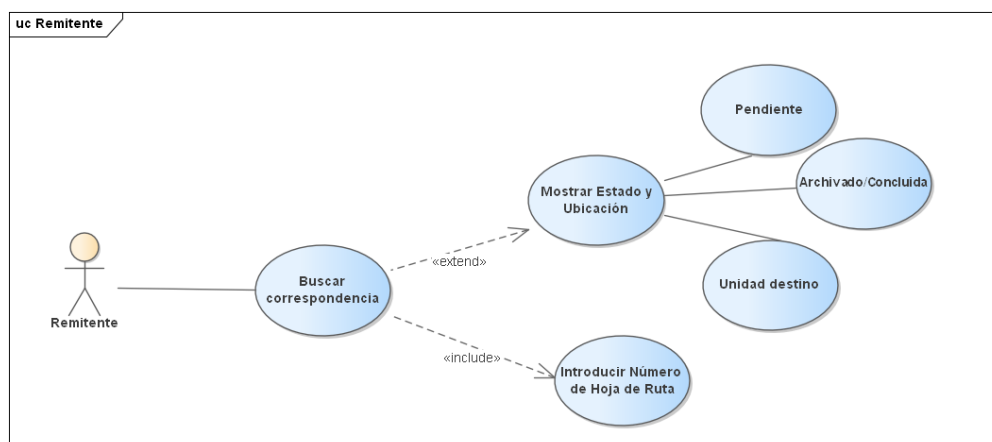 uc Remitente
Pendiente
Mostrar Estado y
Ubicación
Archivado/Concluida
«extend»
Buscar
correspondencia
Unidad destino
Remitente
«include»
Introducir Número
de Hoja de Ruta